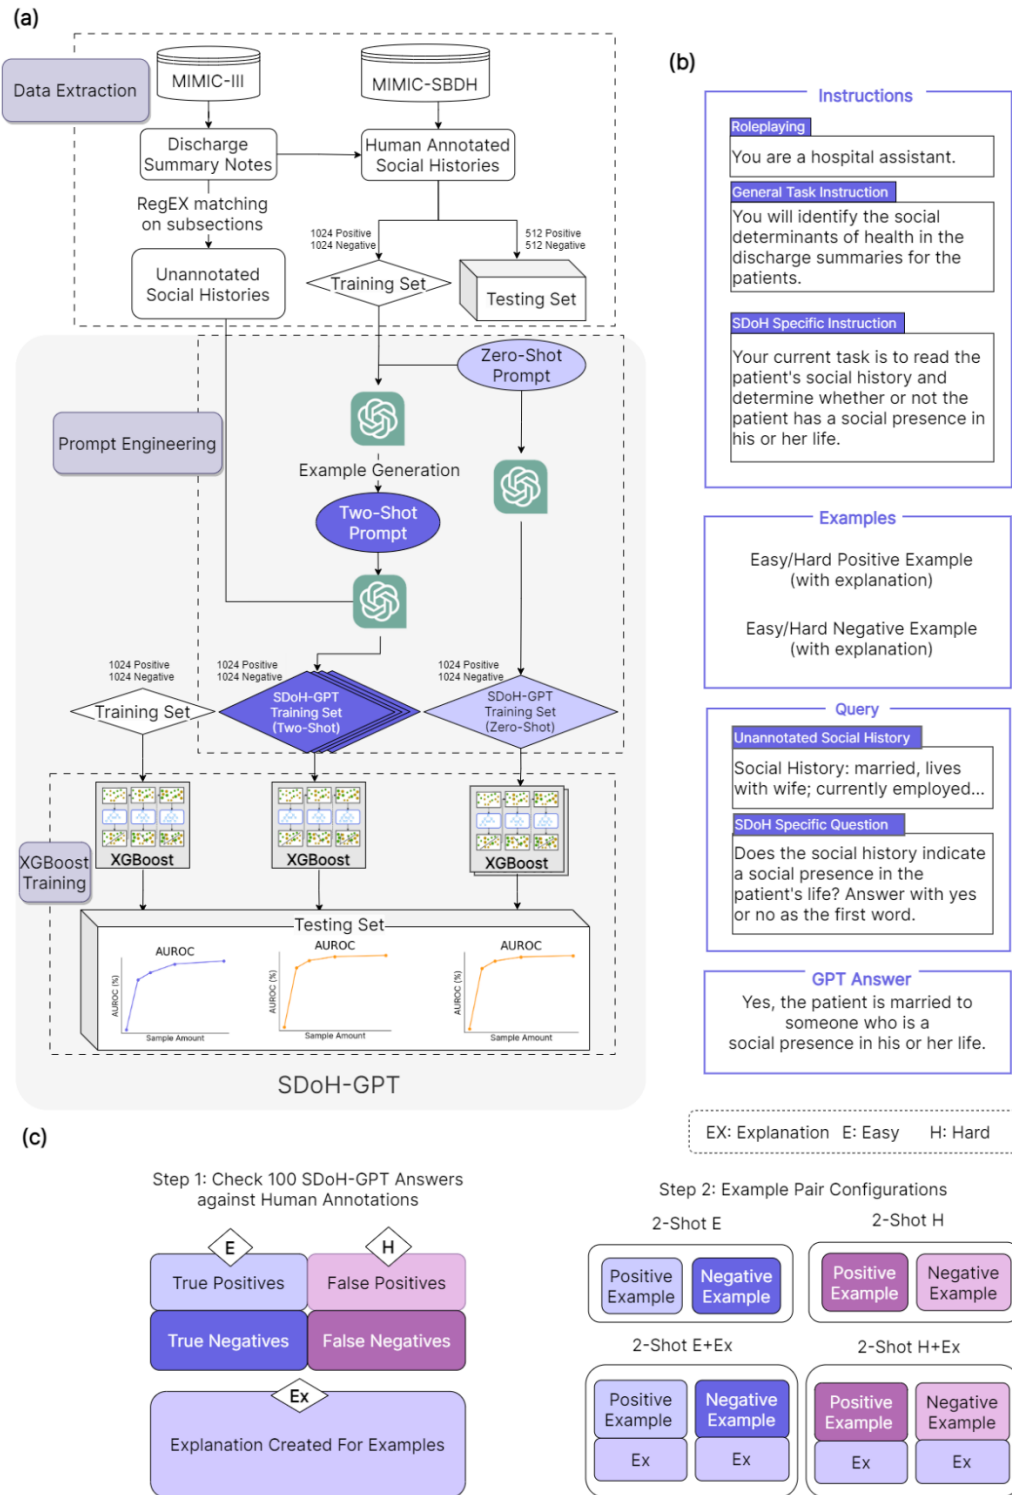 (a)
MIMIC-III
MIMIC-SBDH
Data Extraction
Discharge
Summary Notes
Human Annotated
Social Histories
RegEX matching
on subsections
1024 Positive
1024 Negative
512 Positive
512 Negative
Unannotated
Social Histories
Training Set
Testing Set
Zero-Shot
Prompt
Prompt Engineering
Example Generation
Two-Shot
Prompt
1024 Positive
1024 Negative
1024 Positive
1024 Negative
1024 Positive
1024 Negative
Training Set
SDoH-GPT
Training Set
(Two-Shot)
SDoH-GPT
Training Set
(Zero-Shot)
XGBoost
Training
XGBoost
XGBoost
XGBoost
Testing Set
AUROC
AUROC (%)
Sample Amount
AUROC
AUROC (%)
Sample Amount
AUROC
AUROC (%)
Sample Amount
SDoH-GPT
(b)
Instructions
Roleplaying
You are a hospital assistant.
General Task Instruction
You will identify the social
determinants of health in the
discharge summaries for the
patients.
SDoH Specific Instruction
Your current task is to read the
patient's social history and
determine whether or not the
patient has a social presence in
his or her life.
Examples
Easy/Hard Positive Example
(with explanation)
Easy/Hard Negative Example
(with explanation)
Query
Unannotated Social History
Social History: married, lives
with wife; currently employed...
SDoH Specific Question
Does the social history indicate
a social presence in the
patient's life? Answer with yes
or no as the first word.
GPT Answer
Yes, the patient is married to
someone who is a
social presence in his or her life.
EX: Explanation E: Easy H: Hard
(c)
Step 1: Check 100 SDoH-GPT Answers
against Human Annotations
E
H
True Positives
False Positives
True Negatives
False Negatives
Ex
Explanation Created For Examples
Step 2: Example Pair Configurations
2-Shot E
2-Shot H
Positive
Example
Negative
Example
Positive
Example
Negative
Example
2-Shot E+Ex
2-Shot H+Ex
Positive
Example
Negative
Example
Positive
Example
Negative
Example
Ex
Ex
Ex
Ex